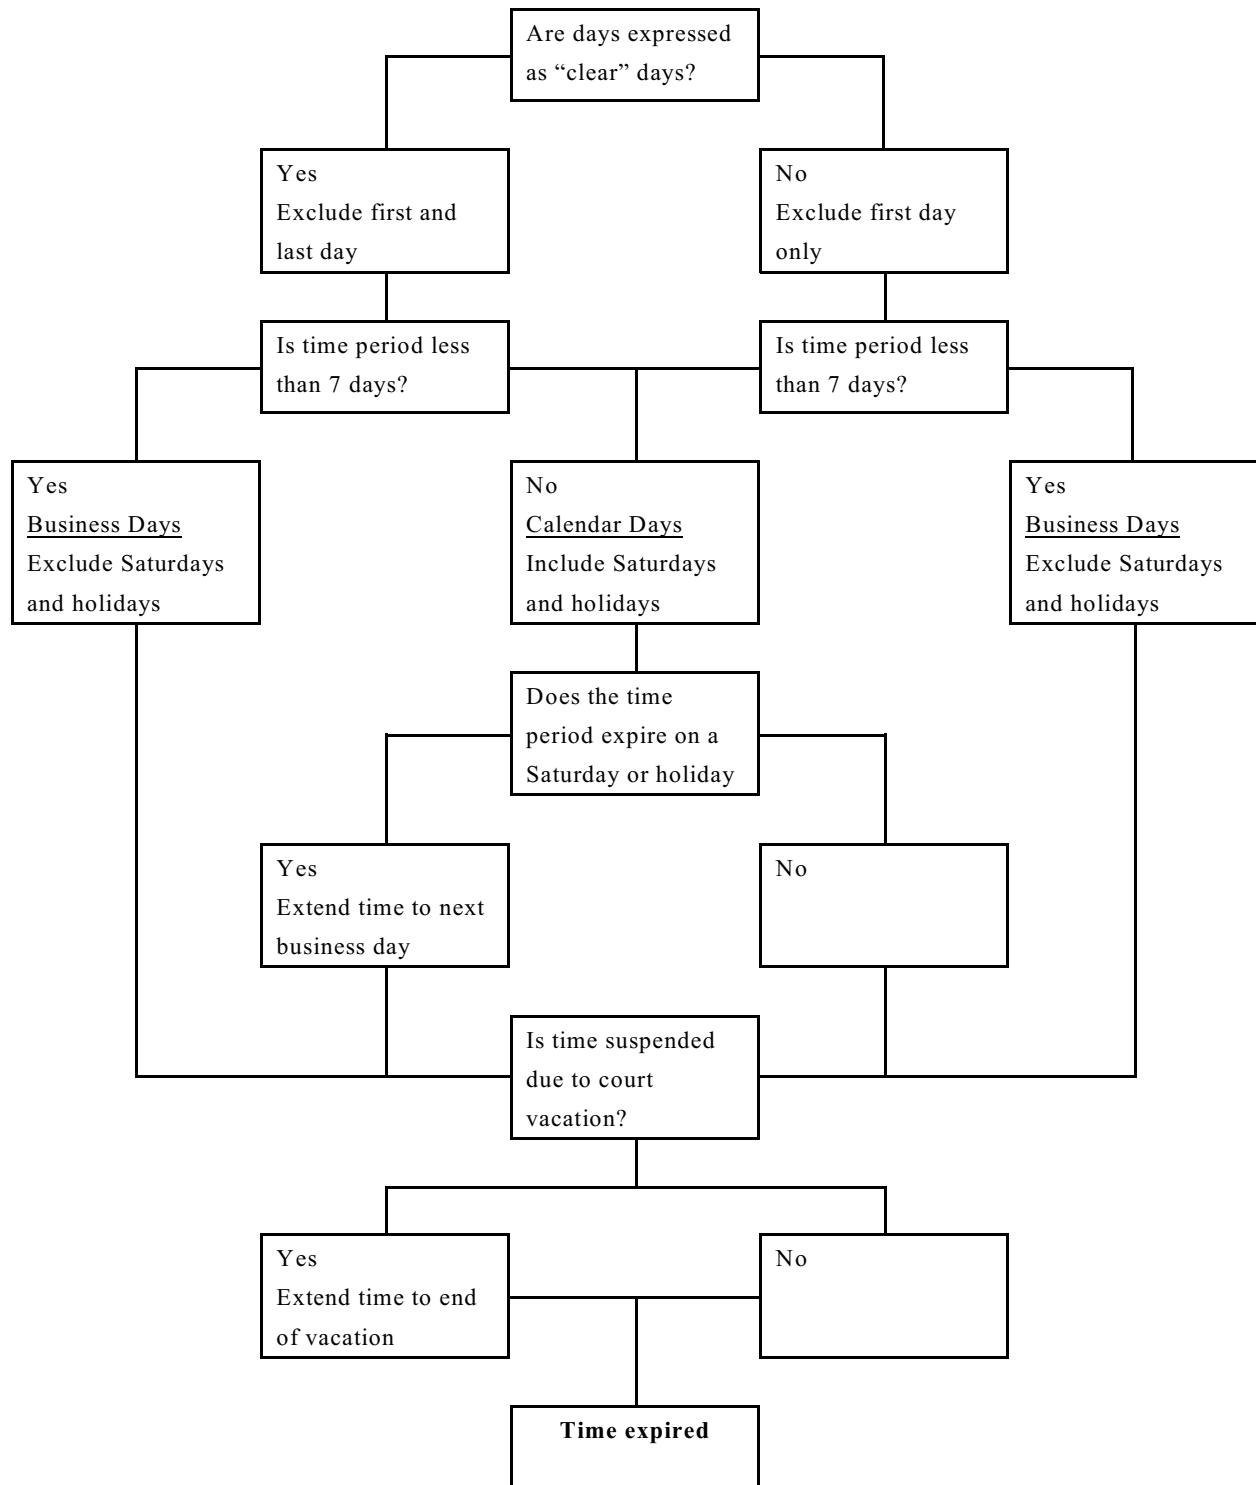 Are days expressed
as “clear” days?
Yes
Exclude first and
last day
No
Exclude first day
only
Is time period less
than 7 days?
Is time period less
than 7 days?
Yes
Business Days
Exclude Saturdays
and holidays
No
Calendar Days
Include Saturdays
and holidays
Yes
Business Days
Exclude Saturdays
and holidays
Does the time
period expire on a
Saturday or holiday
Yes
Extend time to next
business day
No
Is time suspended
due to court
vacation?
Yes
Extend time to end
of vacation
No
Time expired